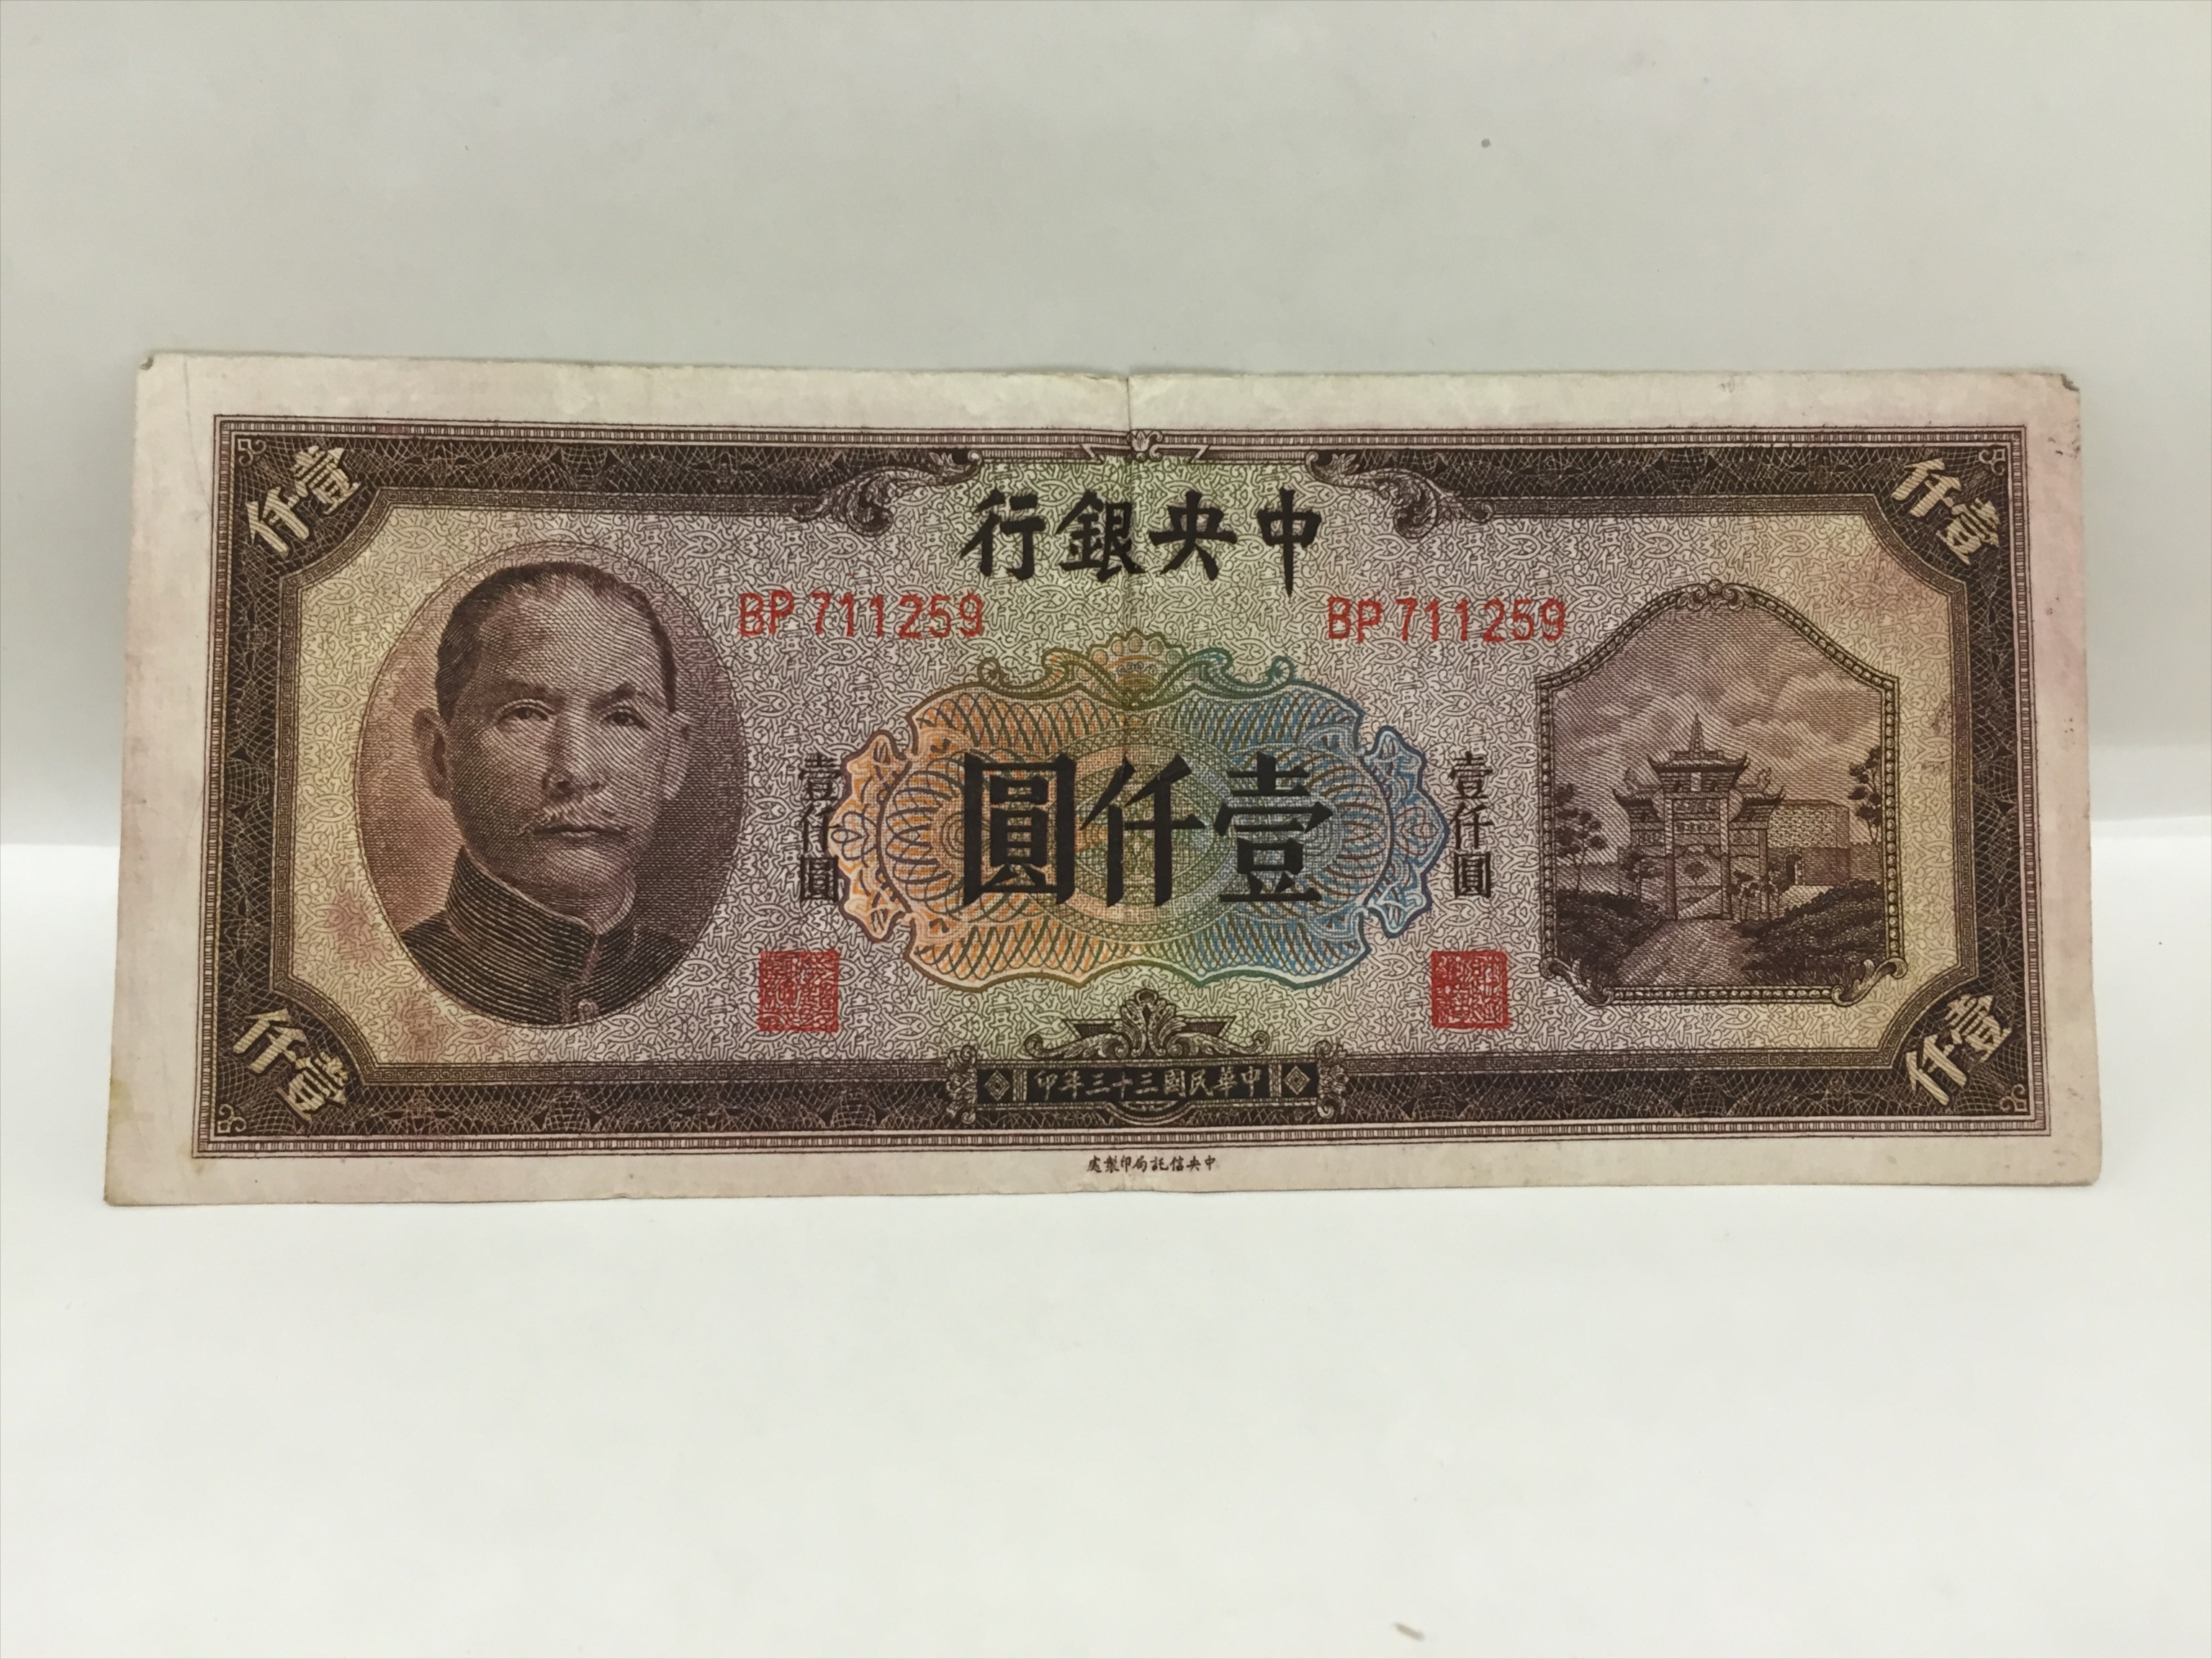 壹仟
壹仟
中央銀行
BP 711259
BP 711259
壹仟圓
壹仟圓
壹仟圓
壹仟
壹仟
中華民國三十三年印
中央信託局印製處